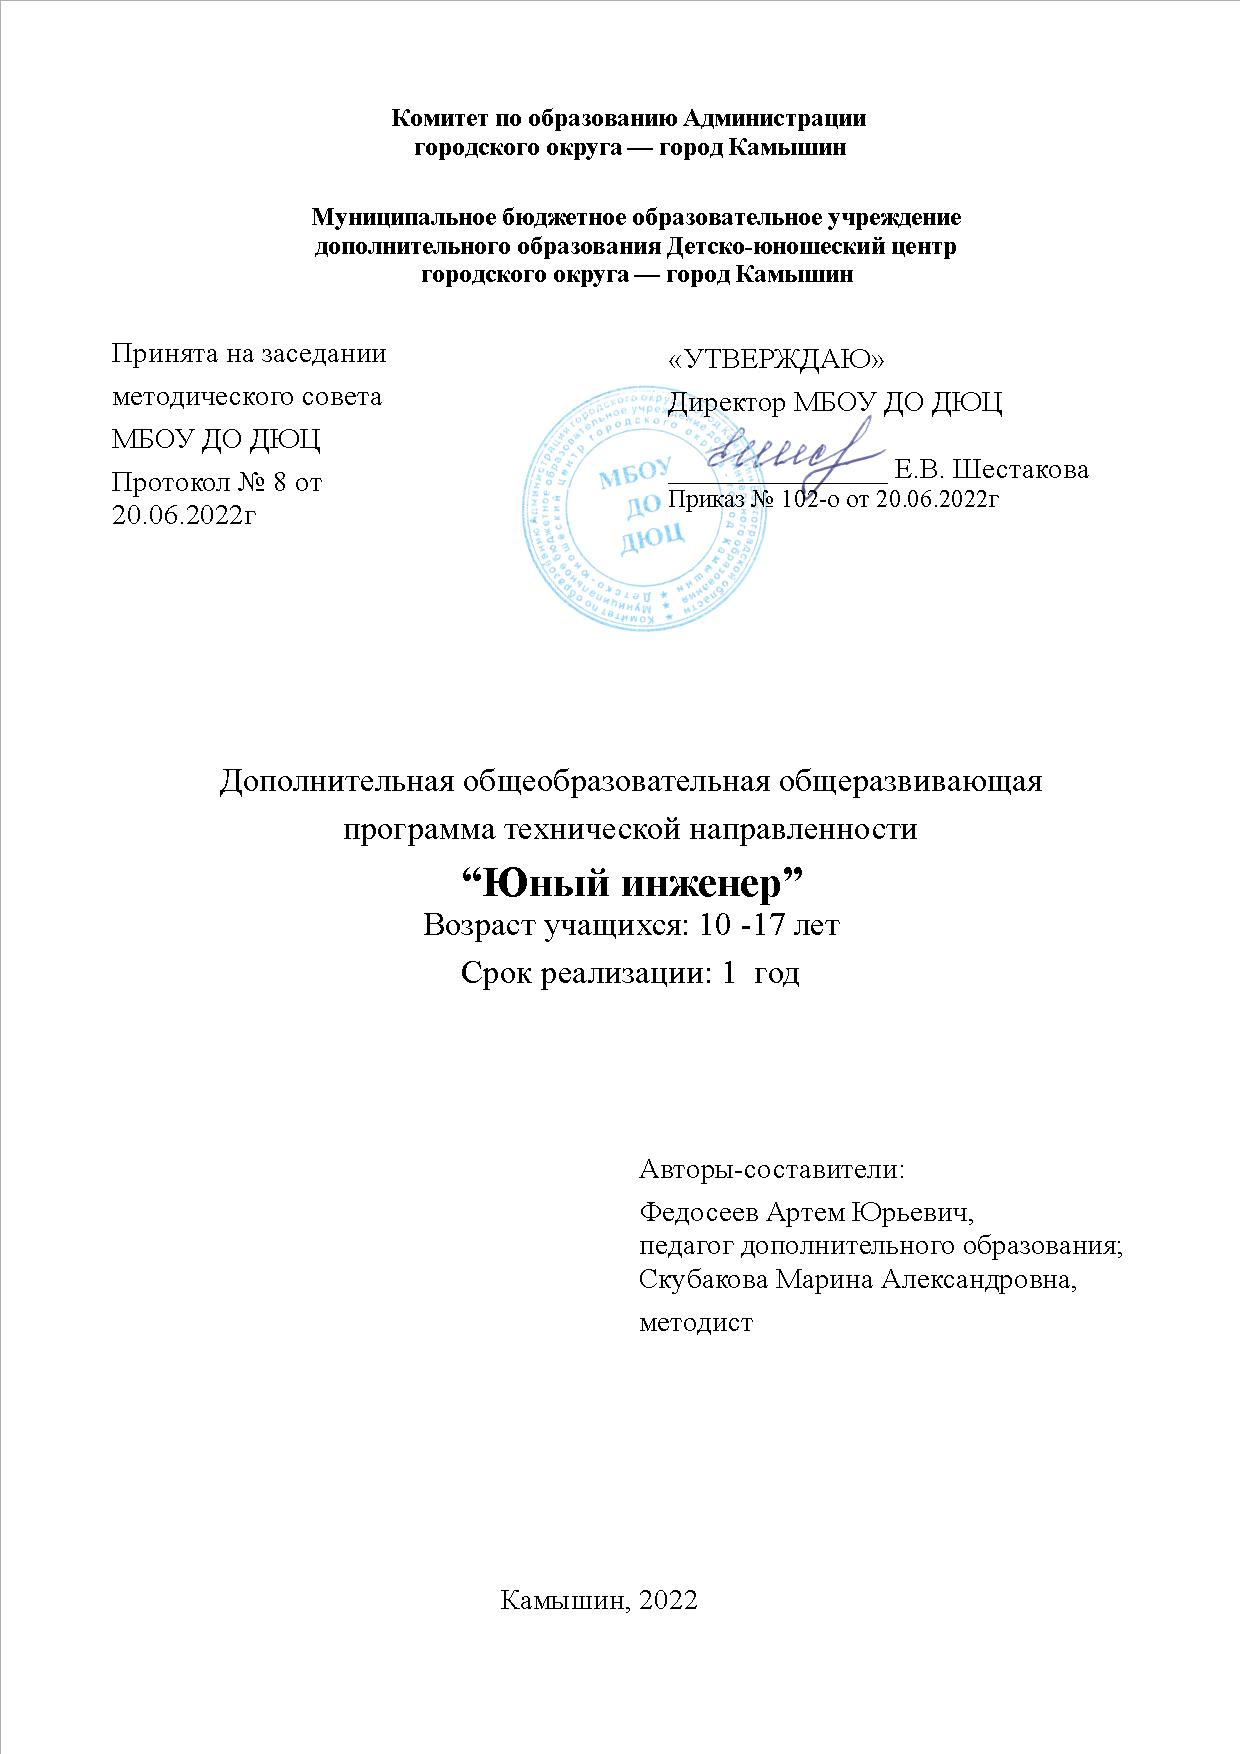 Комитет по образованию Администрации
городского округа — город Камышин
Муниципальное бюджетное образовательное учреждение
дополнительного образования Детско-юношеский центр
городского округа — город Камышин
Принята на заседании
методического совета
МБОУ ДО ДЮЦ
Протокол № 8 от
20.06.2022г
«УТВЕРЖДАЮ»
Директор МБОУ ДО ДЮЦ
________________ Е.В. Шестакова
Приказ № 102-о от 20.06.2022г
МБОУ
ДО
ДЮЦ
Дополнительная общеобразовательная общеразвивающая
программа технической направленности
“Юный инженер”
Возраст учащихся: 10 -17 лет
Срок реализации: 1 год
Авторы-составители:
Федосеев Артем Юрьевич,
педагог дополнительного образования;
Скубакова Марина Александровна,
методист
Камышин, 2022